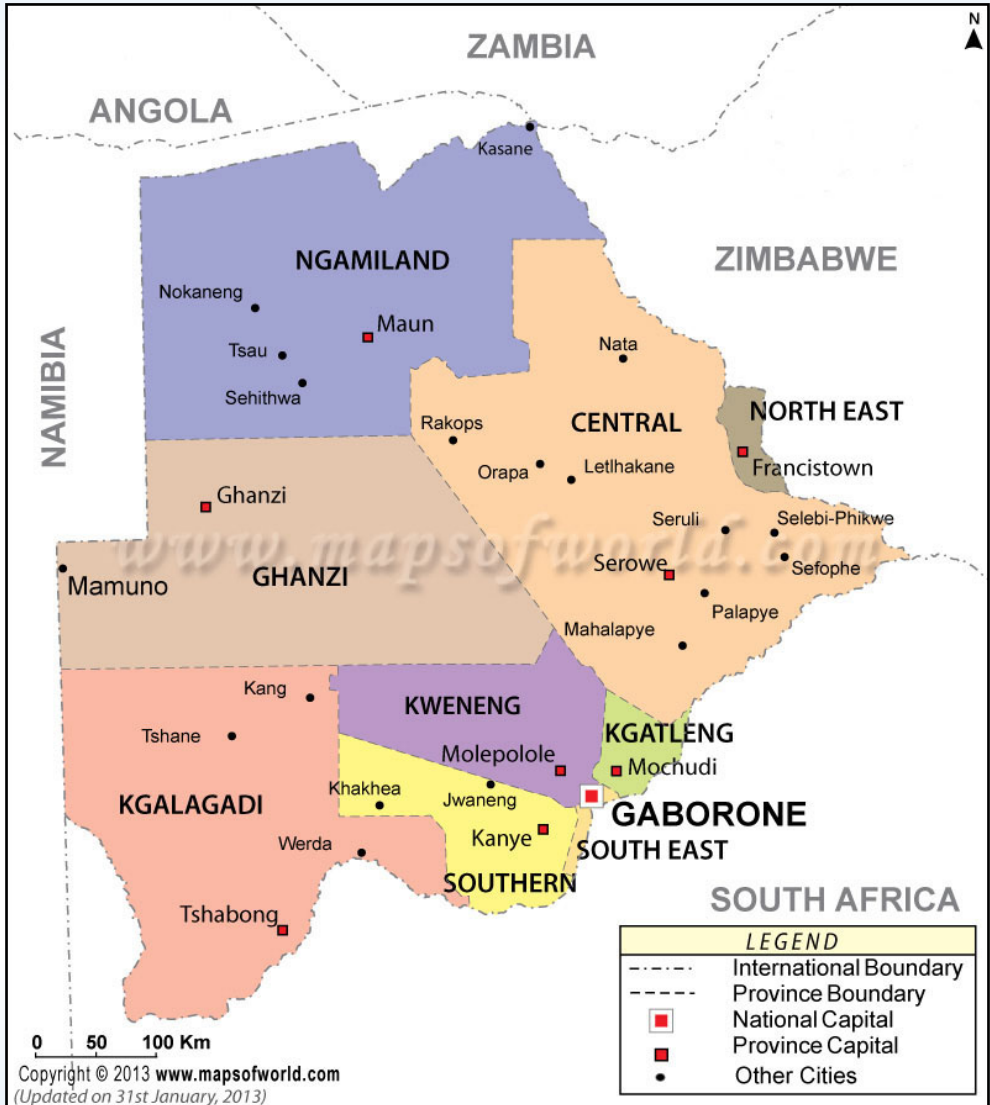 N
ZAMBIA
ANGOLA
Kasane
NGAMILAND
ZIMBABWE
Nokaneng
Maun
NAMIBIA
Tsau
Nata
Sehithwa
NORTH EAST
Rakops
CENTRAL
Orapa
Letlhakane
Francistown
Ghanzi
Seruli
Selebi-Phikwe
www.mapsofworld.com
Serowe
Sefophe
GHANZI
Mamuno
Palapye
Mahalapye
Kang
KWENENG
KGATLENG
Tshane
Molepolole
Mochudi
Khakhea
Jwaneng
KGALAGADI
GABORONE
Kanye
Werda
SOUTH EAST
SOUTHERN
SOUTH AFRICA
Tshabong
LEGEND
International Boundary
Province Boundary
National Capital
Province Capital
Other Cities
0 50 100 Km
Copyright © 2013 www.mapsofworld.com
(Updated on 31st January, 2013)